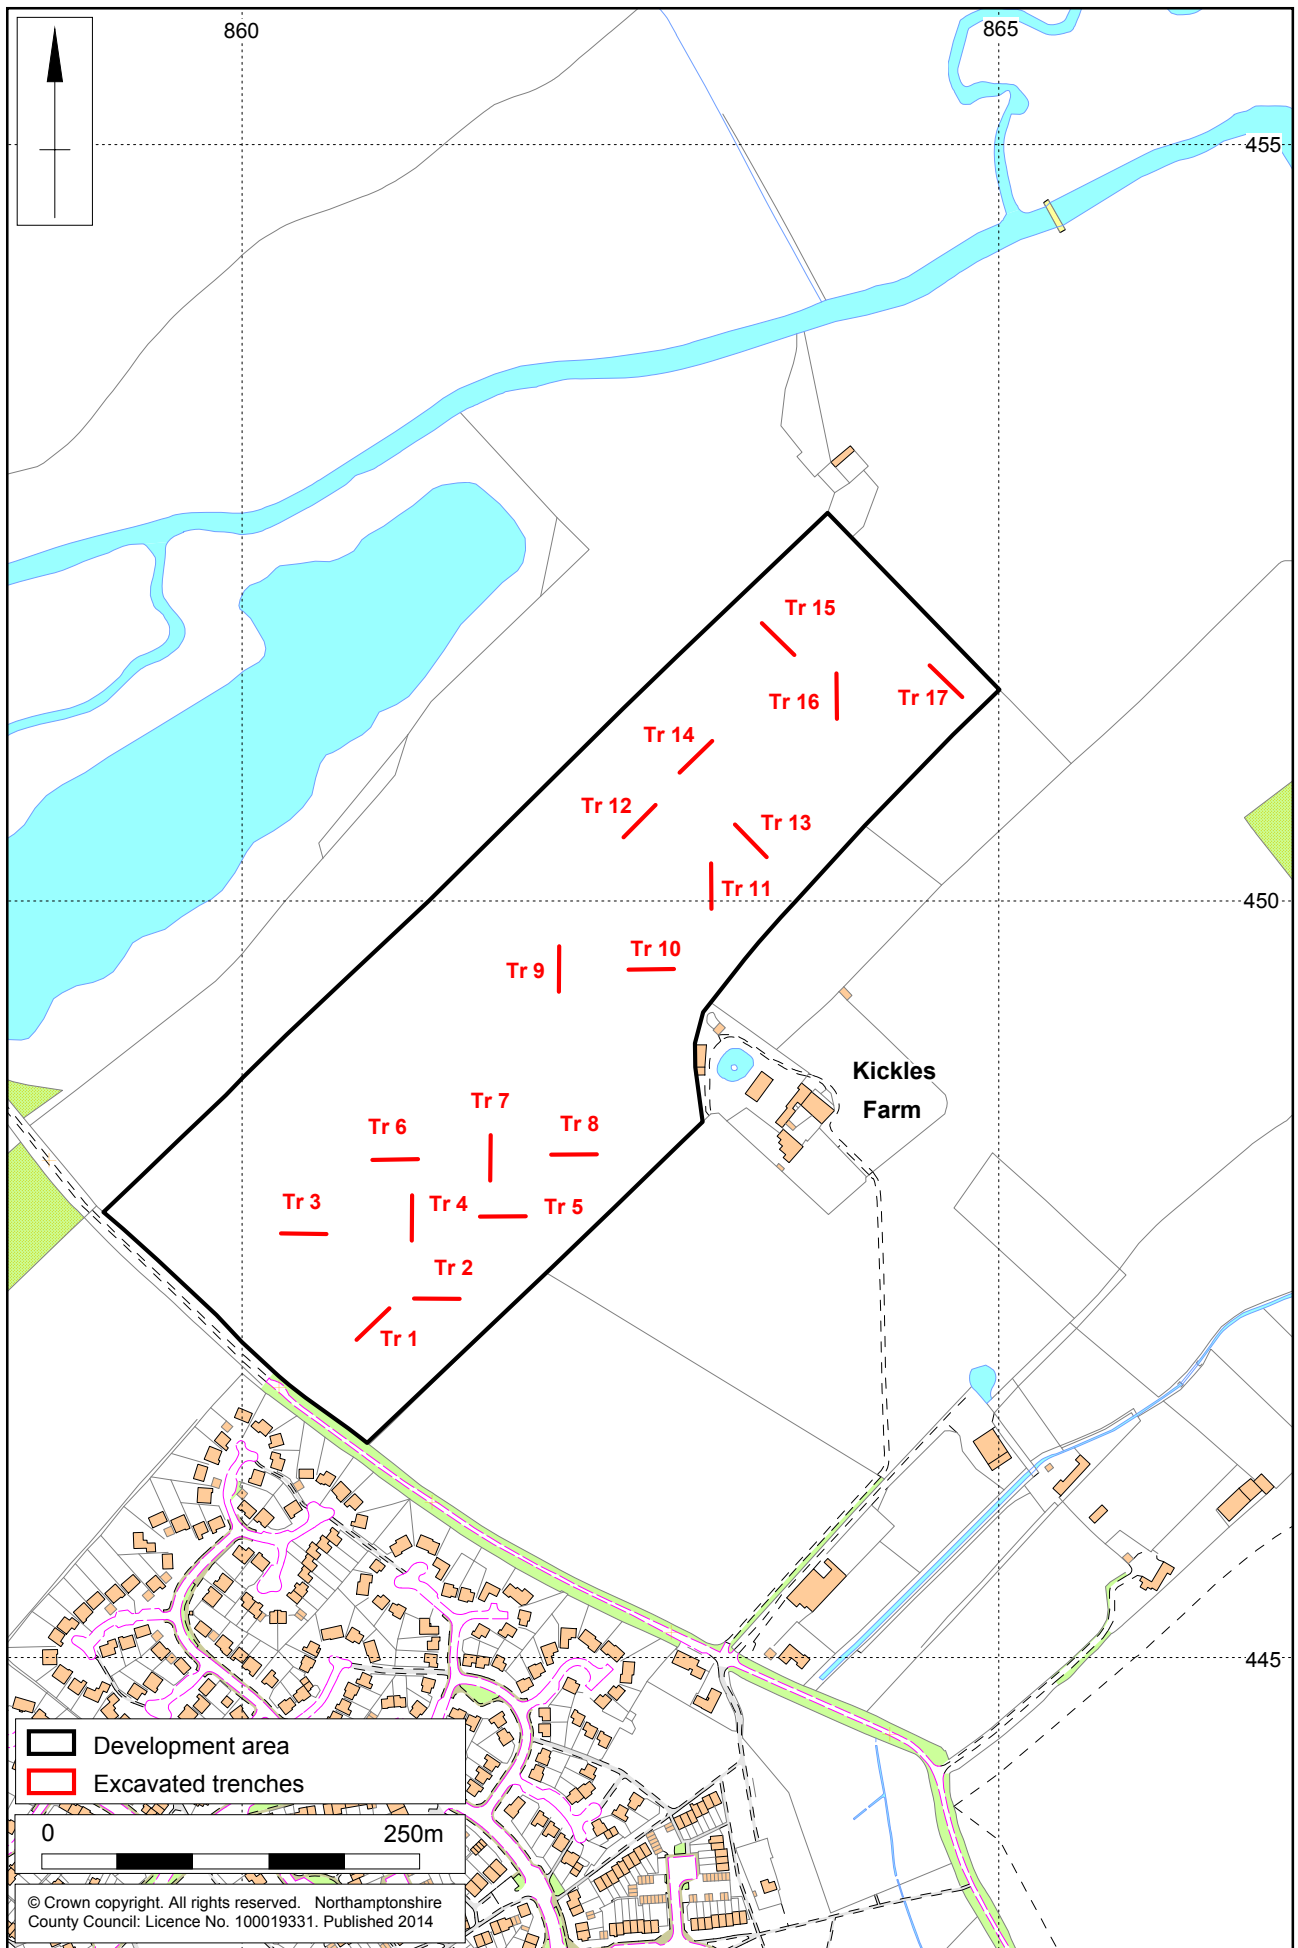 860
865
455
Tr 15
Tr 16
Tr 17
Tr 14
Tr 12
Tr 13
Tr 11
450
Tr 10
Tr 9
Kickles
Farm
Tr 7
Tr 6
Tr 8
Tr 3
Tr 4
Tr 5
Tr 2
Tr 1
445
Development area
Excavated trenches
0 250m
© Crown copyright. All rights reserved. Northamptonshire
County Council: Licence No. 100019331. Published 2014